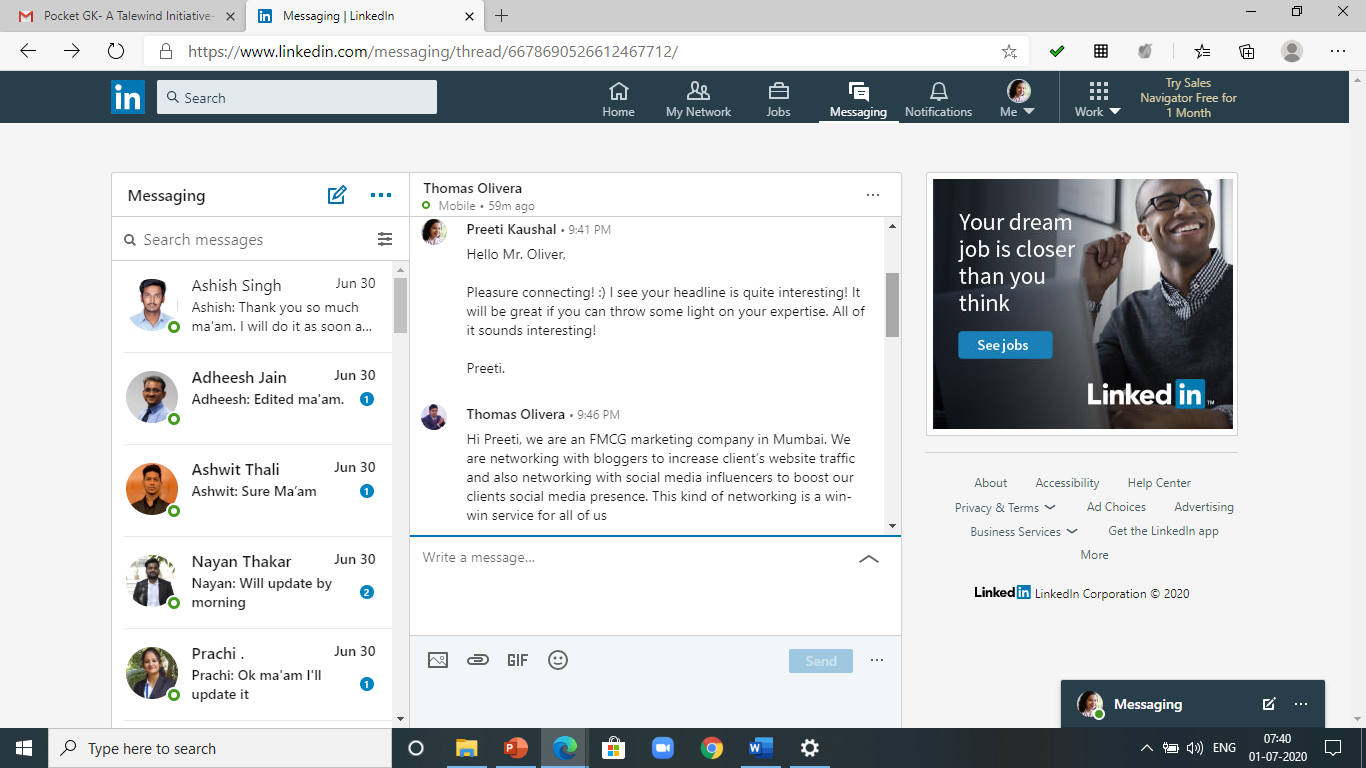 Pocket GK- A Talewind Initiative-
Messaging | LinkedIn
https://www.linkedin.com/messaging/thread/6678690526612467712/
in
Search
Home
My Network
Jobs
Messaging
Notifications
Me
Work
Try Sales
Navigator Free for
1 Month
Messaging
Search messages
Ashish Singh
Jun 30
Ashish: Thank you so much
ma'am. I will do it as soon a...
Adheesh Jain
Jun 30
Adheesh: Edited ma'am.
1
Ashwit Thali
Jun 30
Ashwit: Sure Ma’am
1
Nayan Thakar
Jun 30
Nayan: Will update by
morning
2
Prachi .
Jun 30
Prachi: Ok ma'am I'll
update it
1
Thomas Olivera
Mobile • 59m ago
Preeti Kaushal • 9:41 PM
Hello Mr. Oliver,
Pleasure connecting! :) I see your headline is quite interesting! It
will be great if you can throw some light on your expertise. All of
it sounds interesting!
Preeti.
Thomas Olivera • 9:46 PM
Hi Preeti, we are an FMCG marketing company in Mumbai. We
are networking with bloggers to increase client’s website traffic
and also networking with social media influencers to boost our
clients social media presence. This kind of networking is a win-
win service for all of us
Write a message...
GIF
Send
Your dream
job is closer
than you
think
See jobs
Linked in ™
About
Accessibility
Help Center
Privacy & Terms
Ad Choices
Advertising
Business Services
Get the LinkedIn app
More
Linked in LinkedIn Corporation © 2020
Messaging
Type here to search
ENG
07:40
01-07-2020